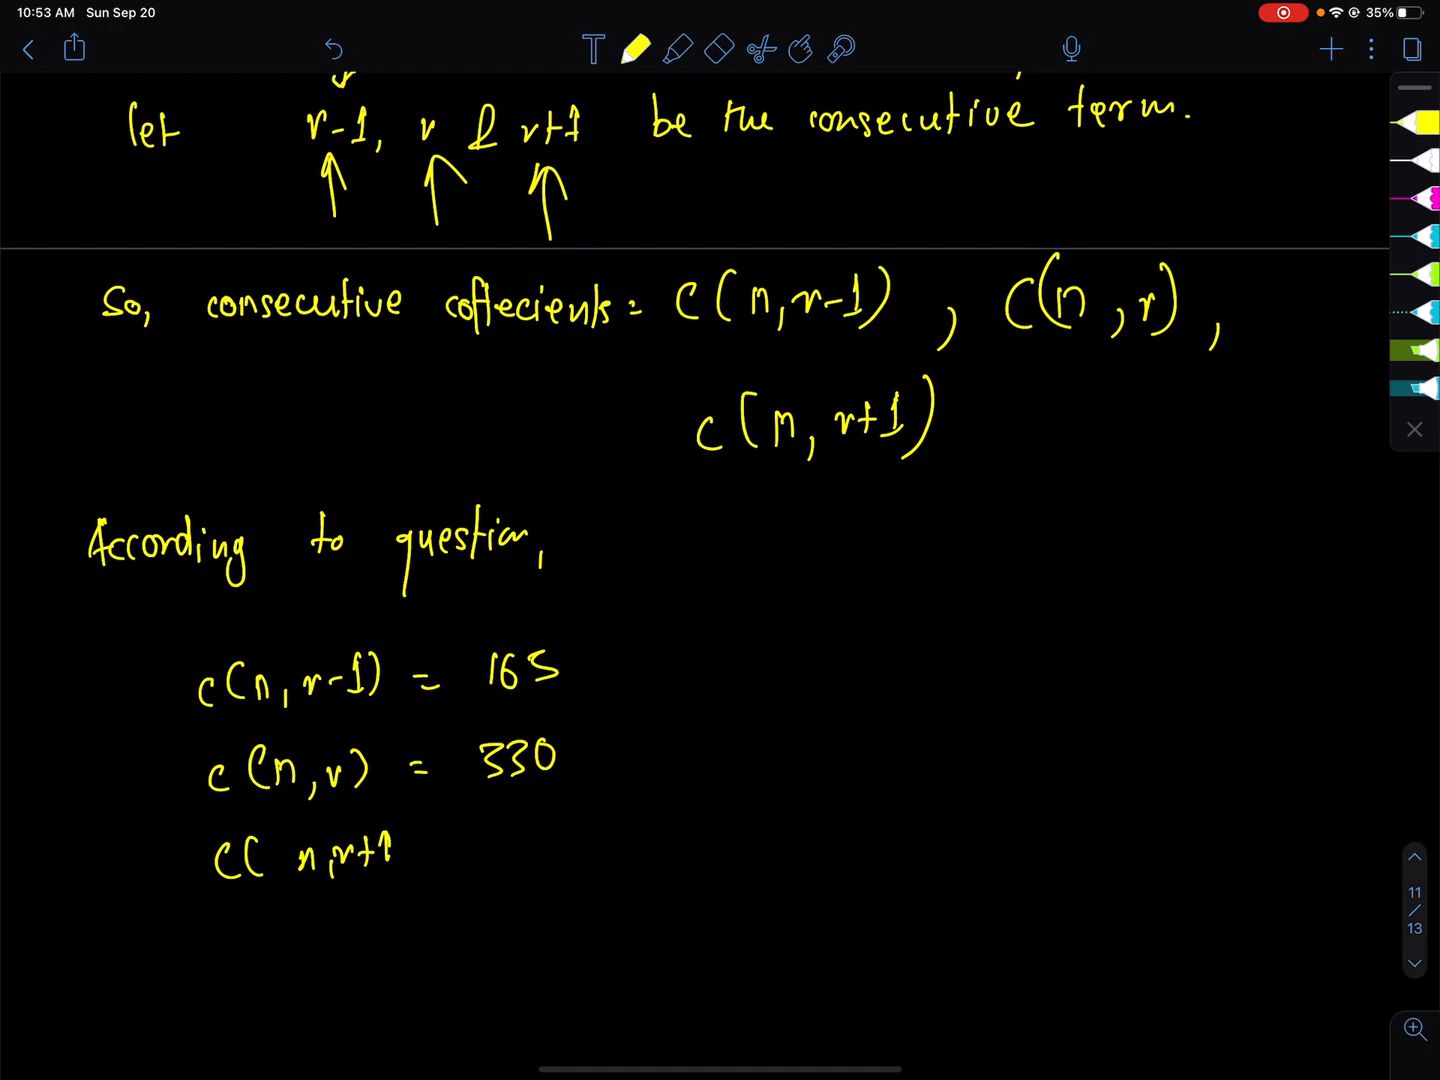 10:53 AM Sun Sep 20
35%
let r-1, r & r+1 be the consecutive term.
So, consecutive coffecients = C(n, r-1), C(n, r),
c(n, r+1)
According to question,
c(n, r-1) = 165
c(n, r) = 330
C( n, r+1
11
/
13